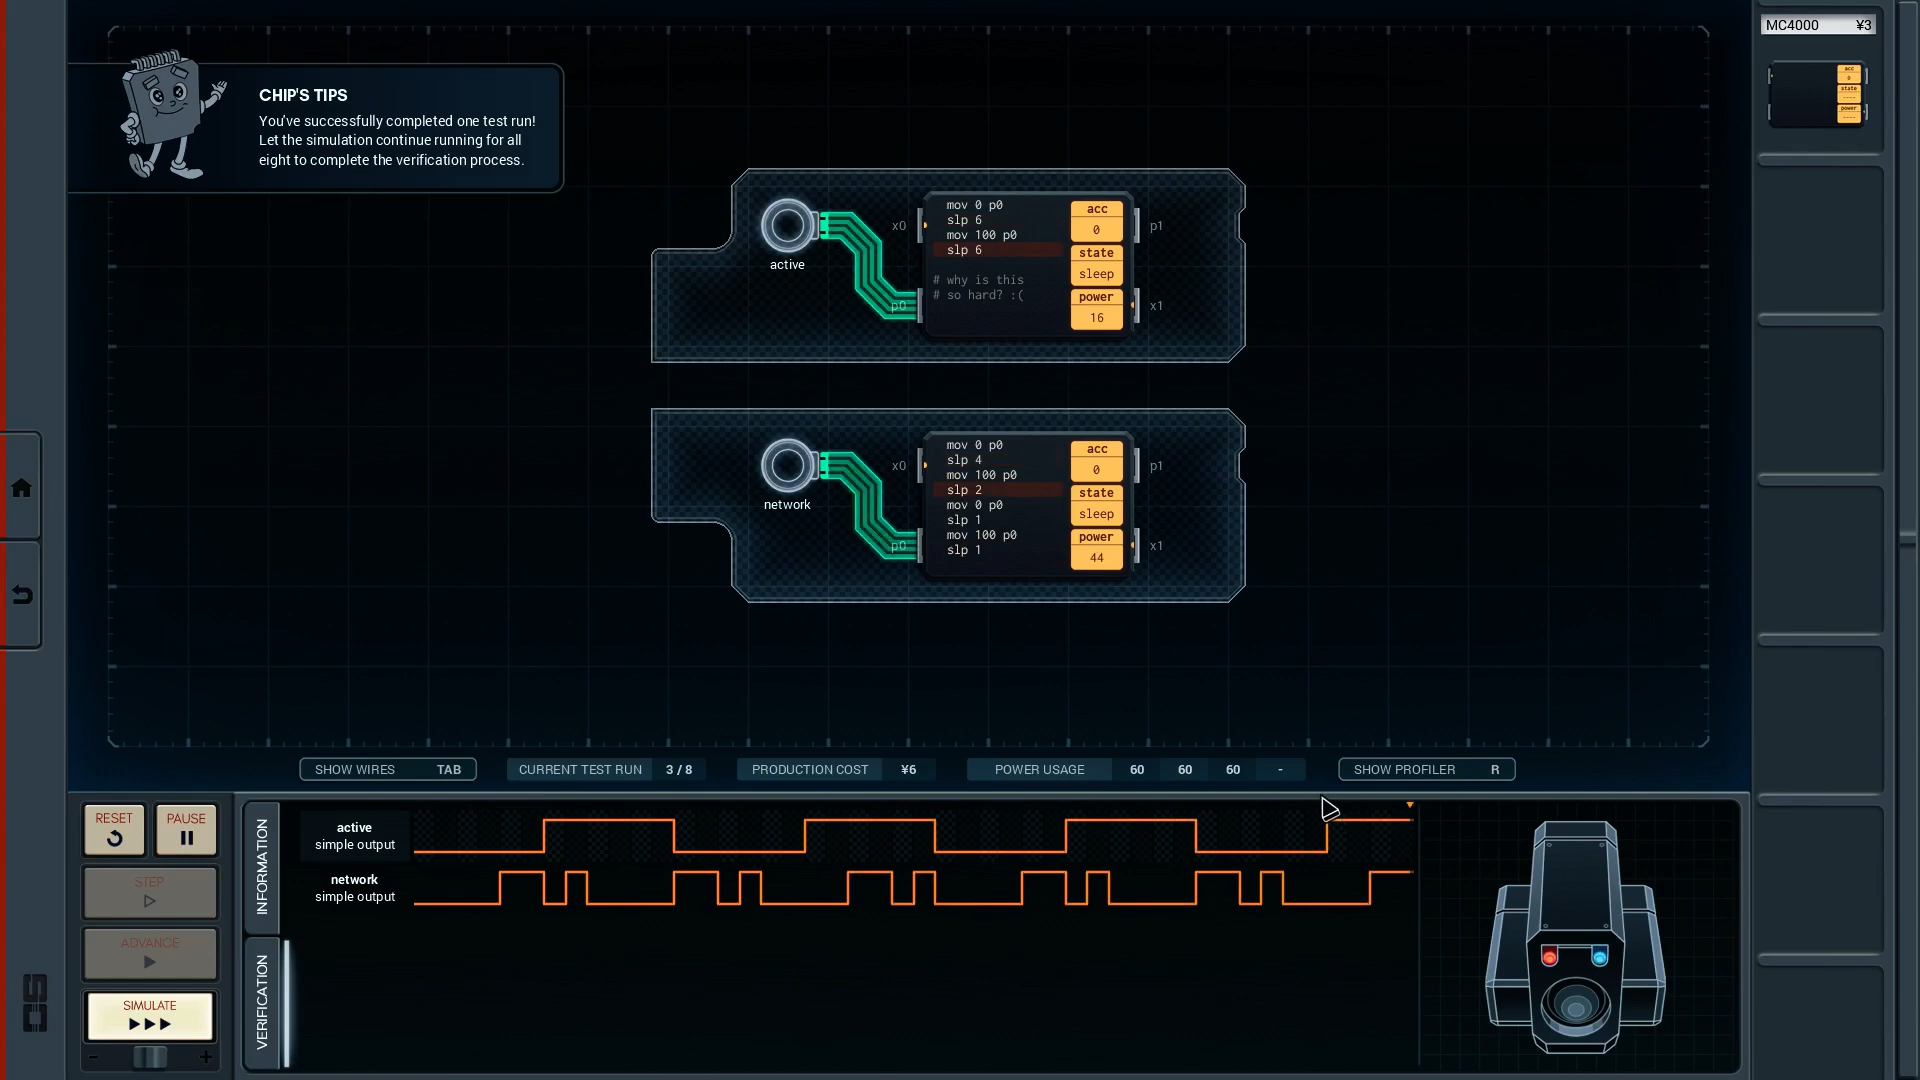 MC4000 ¥3
acc
0
state
power
CHIP'S TIPS
You've successfully completed one test run!
Let the simulation continue running for all
eight to complete the verification process.
active
x0
p0
mov 0 p0
slp 6
mov 100 p0
slp 6
# why is this
# so hard? :(
acc
0
state
sleep
power
16
p1
x1
network
x0
p0
mov 0 p0
slp 4
mov 100 p0
slp 2
mov 0 p0
slp 1
mov 100 p0
slp 1
acc
0
state
sleep
power
44
p1
x1
SHOW WIRES TAB
CURRENT TEST RUN 3 / 8
PRODUCTION COST ¥6
POWER USAGE 60 60 60 -
SHOW PROFILER R
RESET
PAUSE
STEP
ADVANCE
SIMULATE
- +
INFORMATION
VERIFICATION
active
simple output
network
simple output